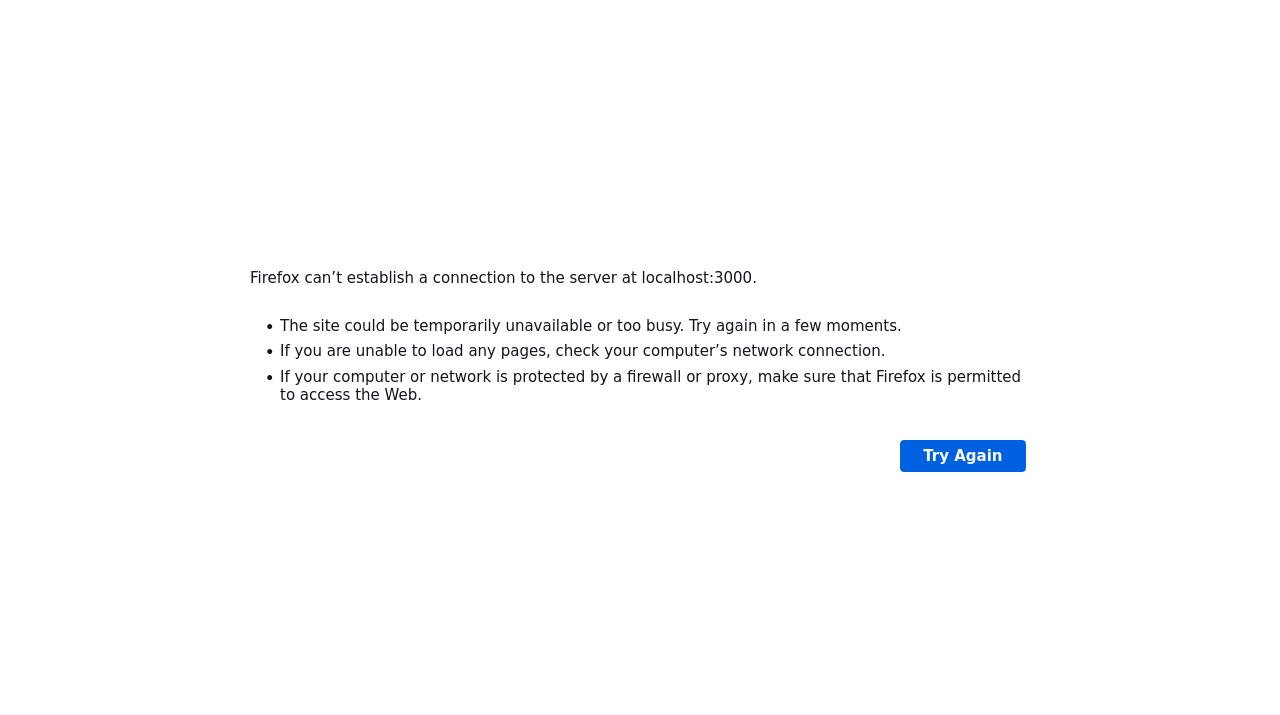 Firefox can’t establish a connection to the server at localhost:3000.
• The site could be temporarily unavailable or too busy. Try again in a few moments.
• If you are unable to load any pages, check your computer’s network connection.
• If your computer or network is protected by a firewall or proxy, make sure that Firefox is permitted
to access the Web.
Try Again